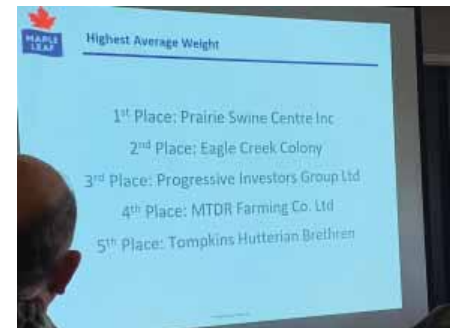 MAPLE
LEAF
Highest Average Weight
1st Place: Prairie Swine Centre Inc
2nd Place: Eagle Creek Colony
3rd Place: Progressive Investors Group Ltd
4th Place: MTDR Farming Co. Ltd
5th Place: Tompkins Hutterian Brethren